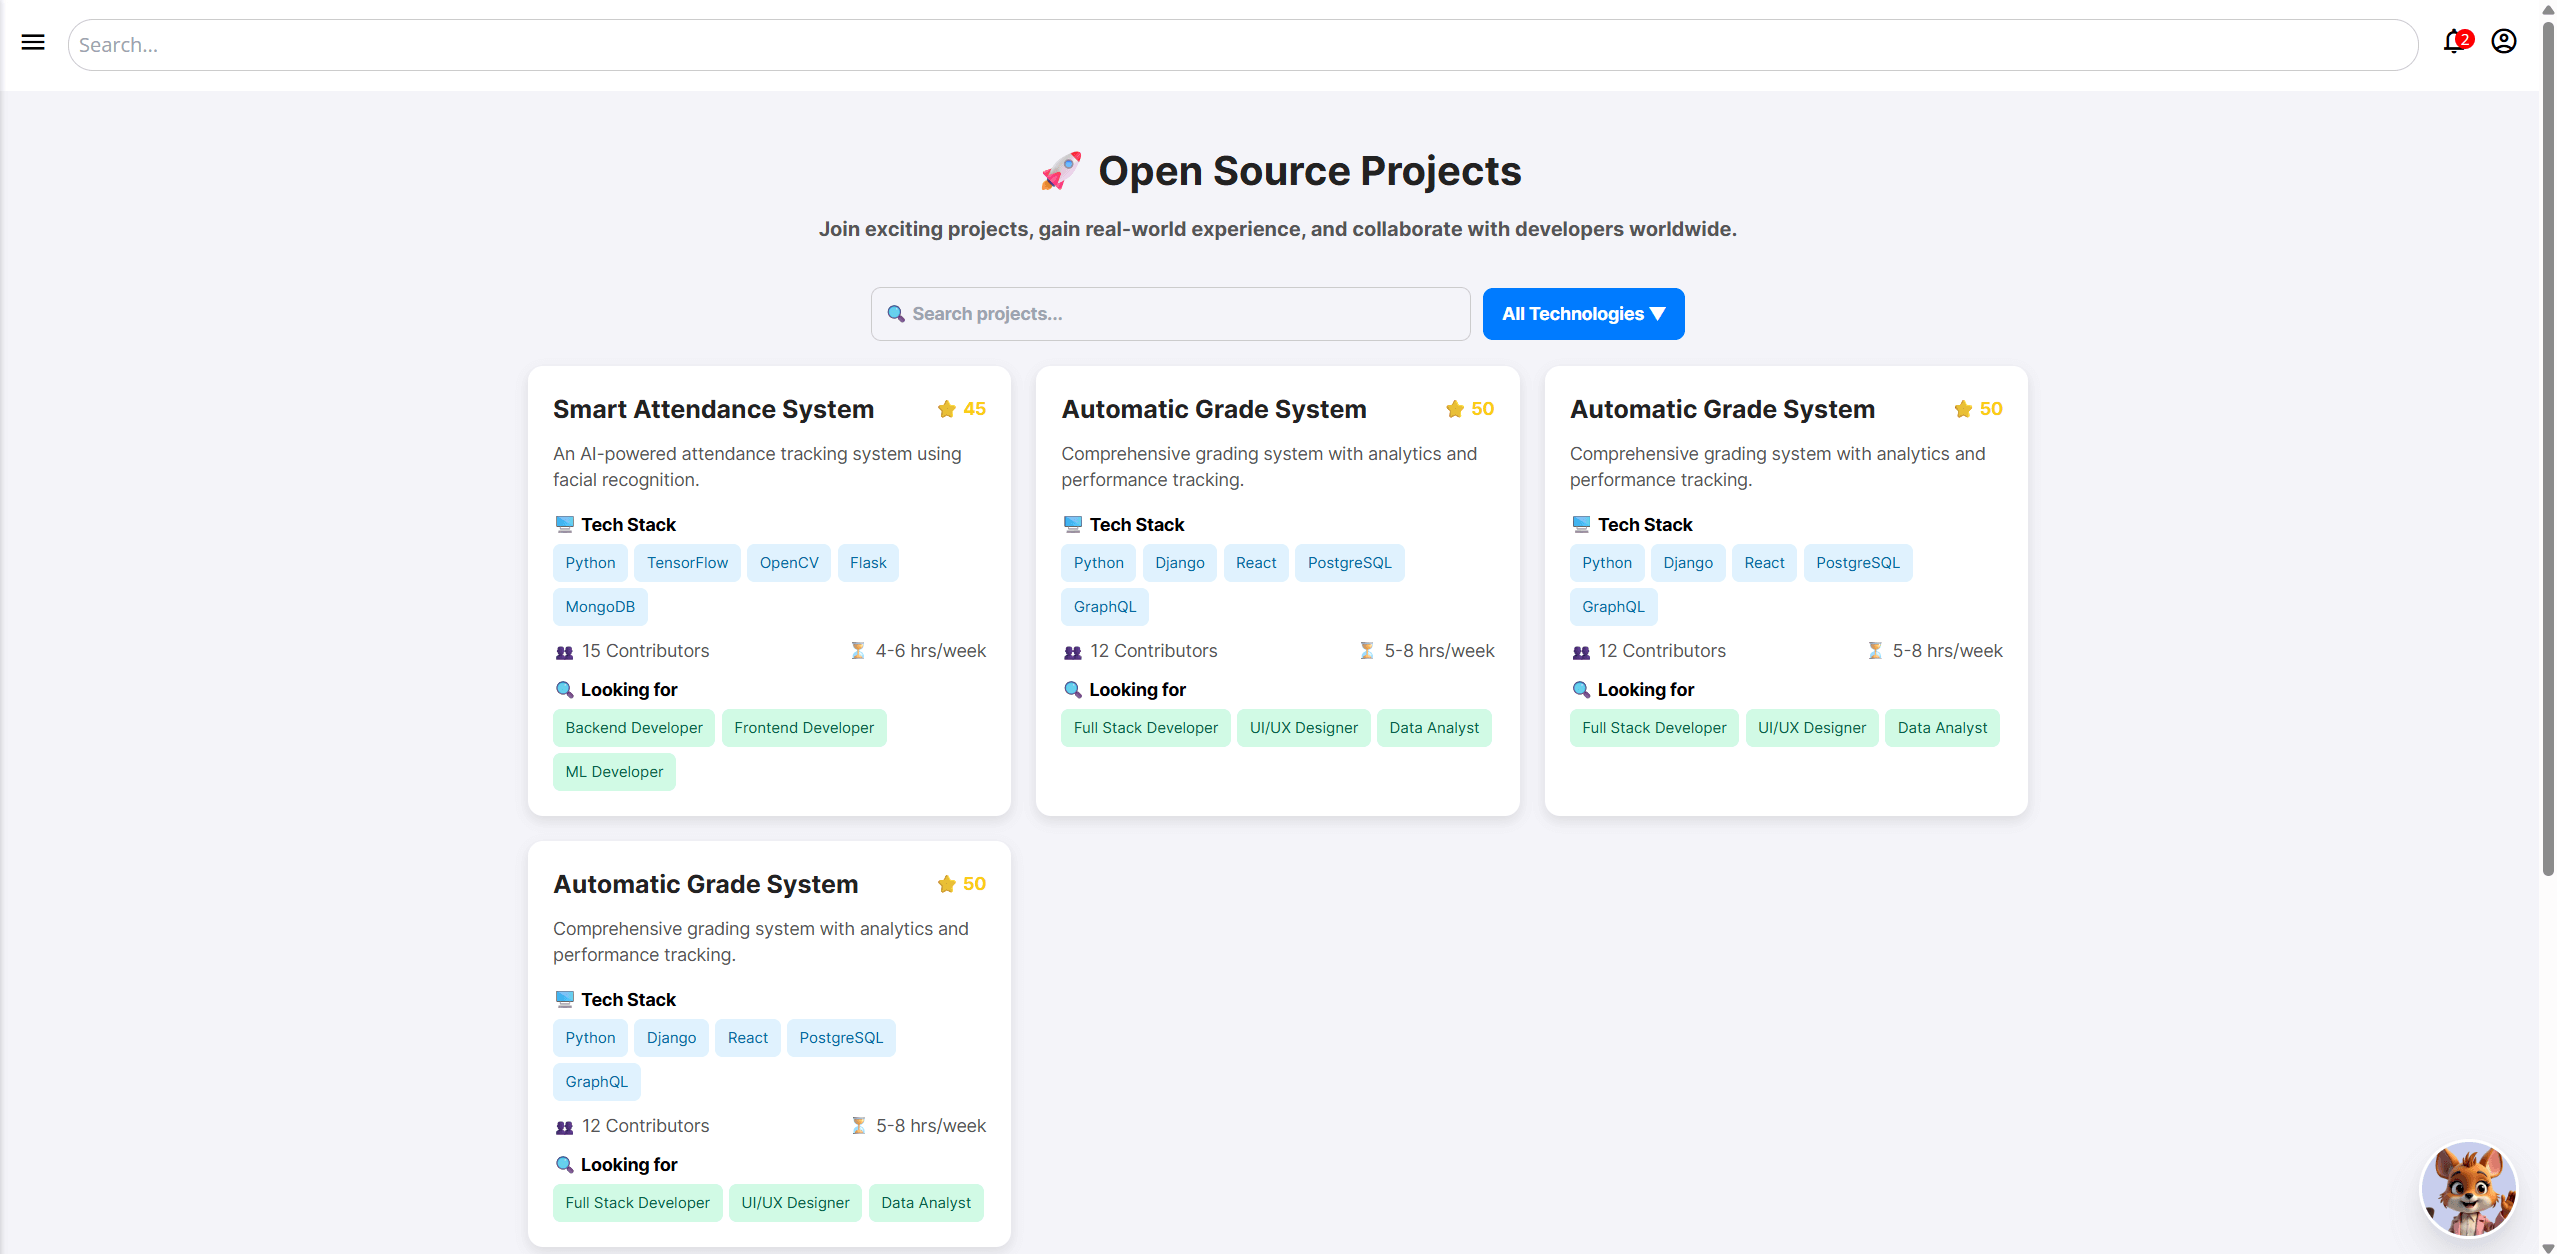 Search...
2
🚀 Open Source Projects
Join exciting projects, gain real-world experience, and collaborate with developers worldwide.
🔍 Search projects...
All Technologies ▼
Smart Attendance System ⭐ 45
An AI-powered attendance tracking system using
facial recognition.
🖥️ Tech Stack
Python TensorFlow OpenCV Flask
MongoDB
👥 15 Contributors ⏳ 4-6 hrs/week
🔍 Looking for
Backend Developer Frontend Developer
ML Developer
Automatic Grade System ⭐ 50
Comprehensive grading system with analytics and
performance tracking.
🖥️ Tech Stack
Python Django React PostgreSQL
GraphQL
👥 12 Contributors ⏳ 5-8 hrs/week
🔍 Looking for
Full Stack Developer UI/UX Designer Data Analyst
Automatic Grade System ⭐ 50
Comprehensive grading system with analytics and
performance tracking.
🖥️ Tech Stack
Python Django React PostgreSQL
GraphQL
👥 12 Contributors ⏳ 5-8 hrs/week
🔍 Looking for
Full Stack Developer UI/UX Designer Data Analyst
Automatic Grade System ⭐ 50
Comprehensive grading system with analytics and
performance tracking.
🖥️ Tech Stack
Python Django React PostgreSQL
GraphQL
👥 12 Contributors ⏳ 5-8 hrs/week
🔍 Looking for
Full Stack Developer UI/UX Designer Data Analyst